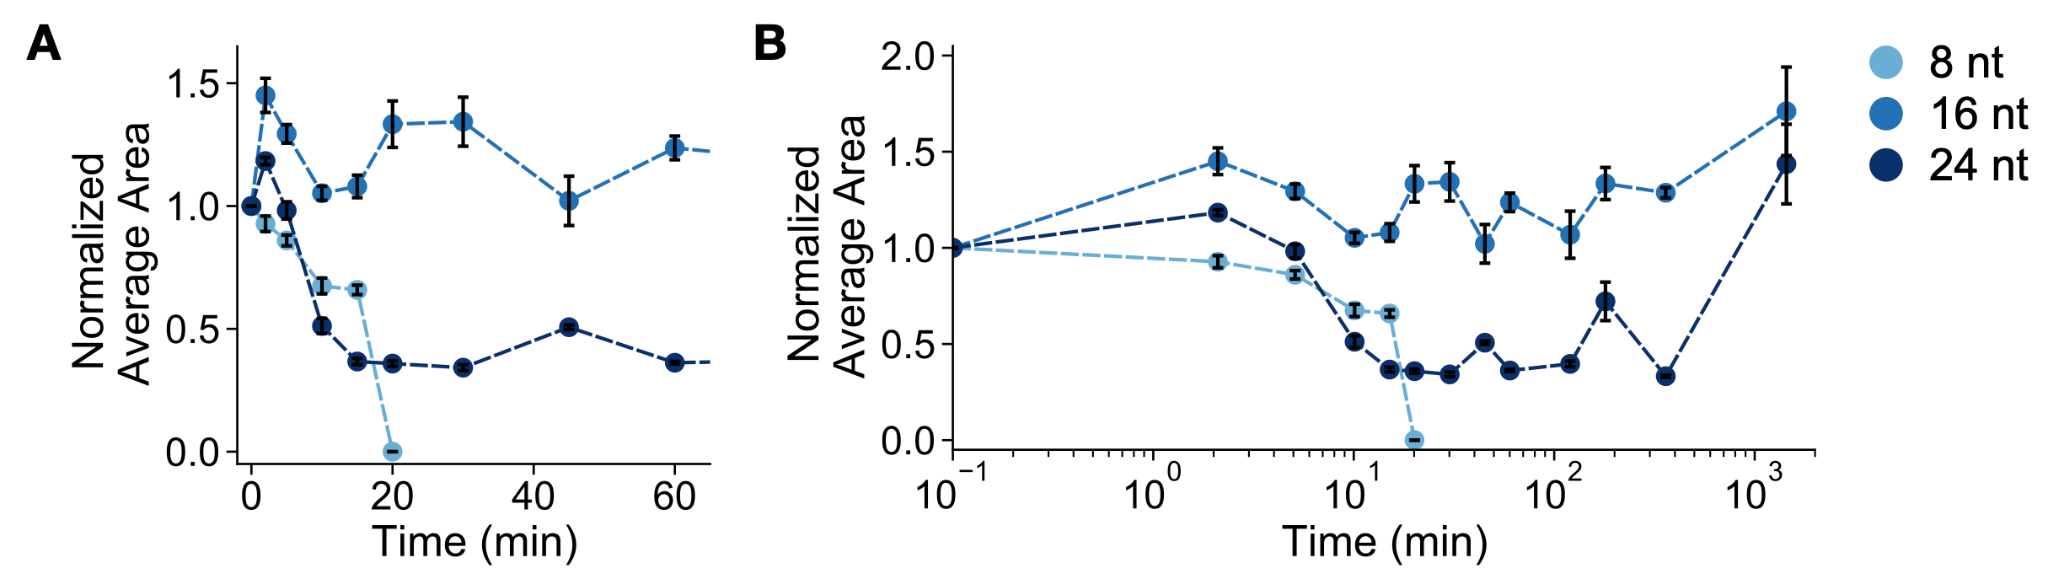 A
Normalized
Average Area
1.5
1.0
0.5
0.0
0 20 40 60
Time (min)
B
Normalized
Average Area
2.0
1.5
1.0
0.5
0.0
10⁻¹ 10⁰ 10¹ 10² 10³
Time (min)
8 nt
16 nt
24 nt